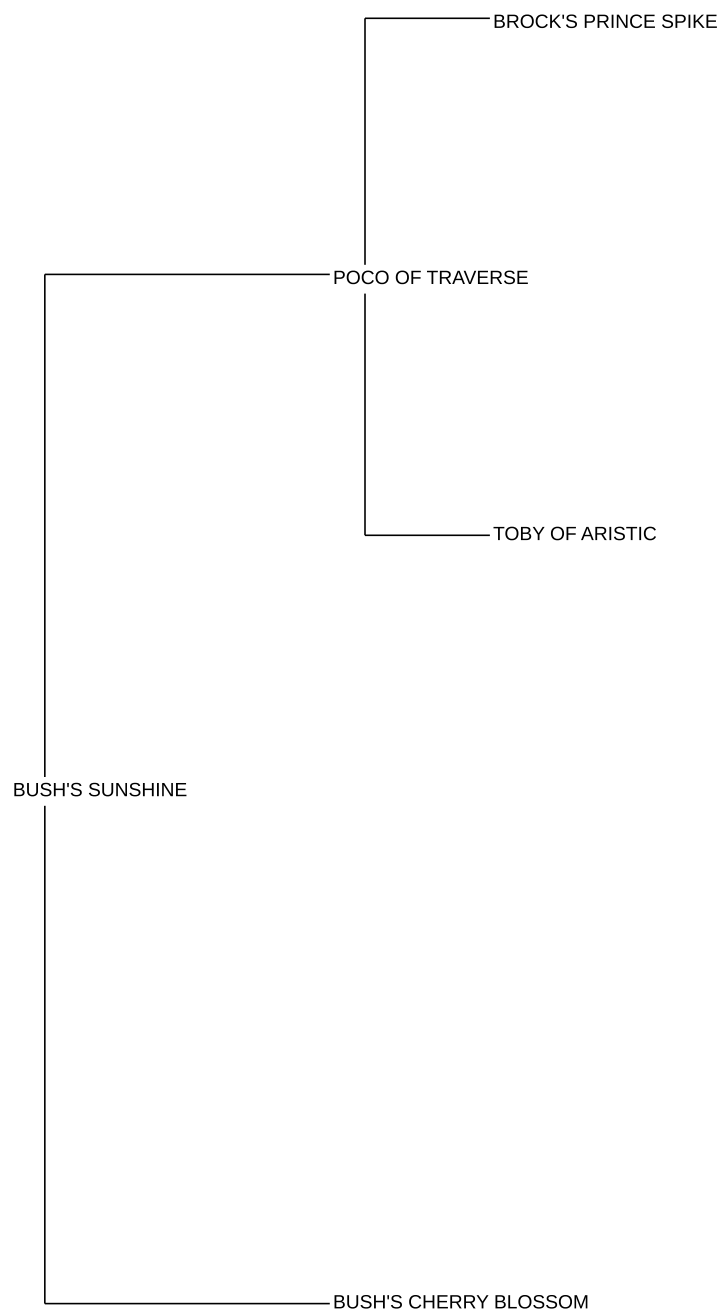 BROCK'S PRINCE SPIKE
POCO OF TRAVERSE
TOBY OF ARISTIC
BUSH'S SUNSHINE
BUSH'S CHERRY BLOSSOM